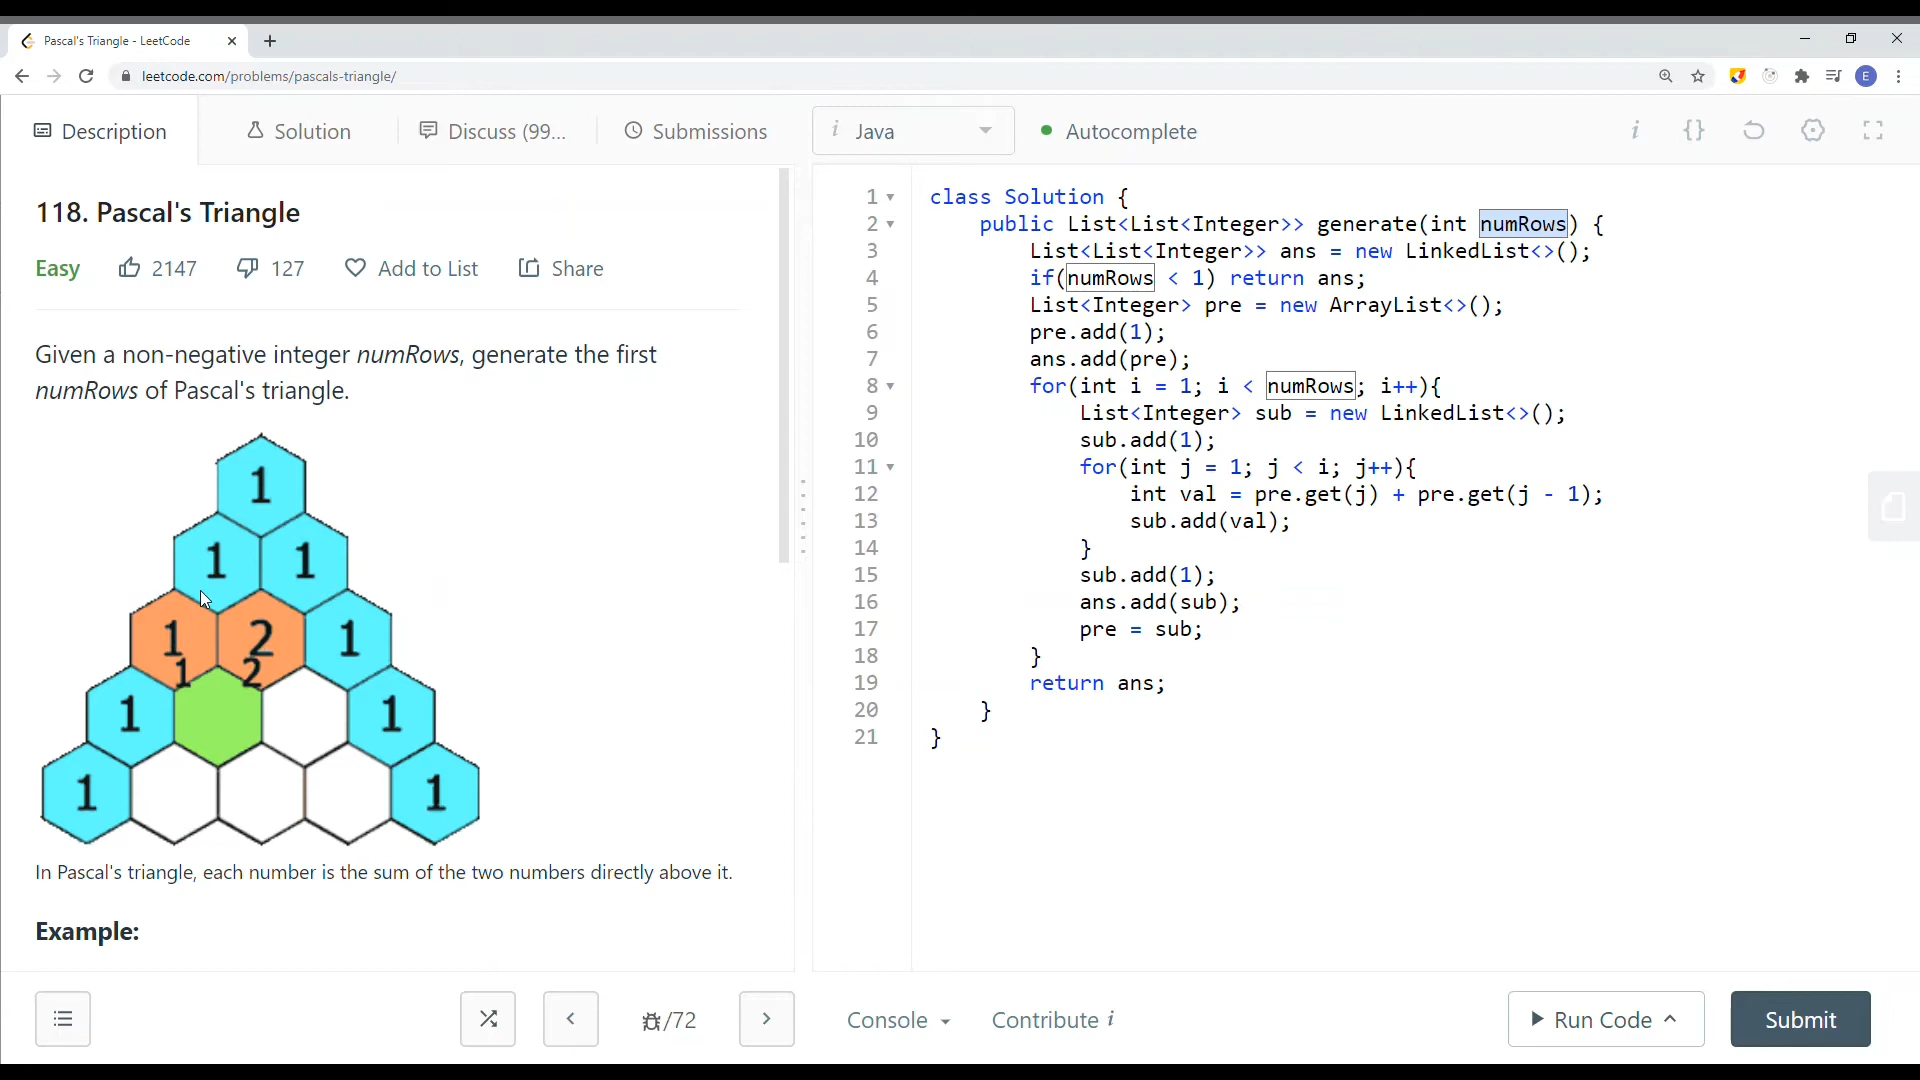 Pascal's Triangle - LeetCode
leetcode.com/problems/pascals-triangle/
E
Description
Solution
Discuss (99...
Submissions
i Java
Autocomplete
i {}
118. Pascal's Triangle
Easy
2147
127
Add to List
Share
Given a non-negative integer numRows, generate the first
numRows of Pascal's triangle.
1
1 1
1 2 1
1 2
1 1
1 1
In Pascal's triangle, each number is the sum of the two numbers directly above it.
Example:
1 class Solution {
2 public List<List<Integer>> generate(int numRows) {
3 List<List<Integer>> ans = new LinkedList<>();
4 if(numRows < 1) return ans;
5 List<Integer> pre = new ArrayList<>();
6 pre.add(1);
7 ans.add(pre);
8 for(int i = 1; i < numRows; i++){
9 List<Integer> sub = new LinkedList<>();
10 sub.add(1);
11 for(int j = 1; j < i; j++){
12 int val = pre.get(j) + pre.get(j - 1);
13 sub.add(val);
14 }
15 sub.add(1);
16 ans.add(sub);
17 pre = sub;
18 }
19 return ans;
20 }
21 }
/72
Console
Contribute i
Run Code
Submit